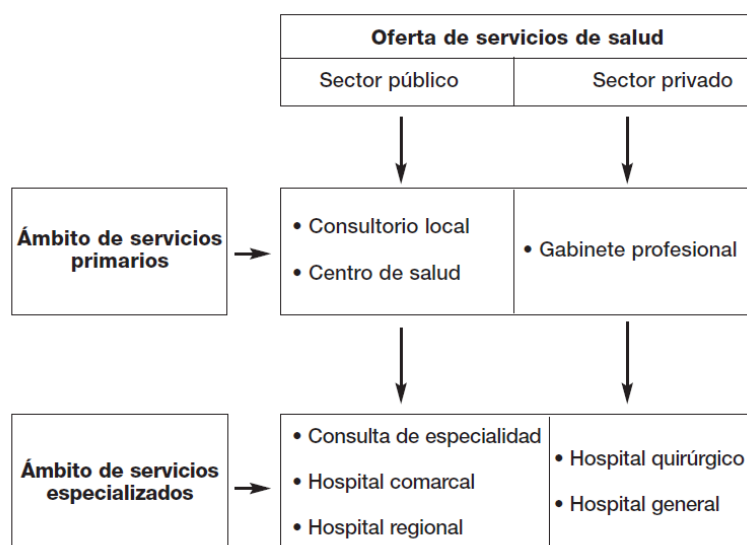 Oferta de servicios de salud
Sector público
Sector privado
Ámbito de servicios
primarios
• Consultorio local
• Centro de salud
• Gabinete profesional
Ámbito de servicios
especializados
• Consulta de especialidad
• Hospital comarcal
• Hospital regional
• Hospital quirúrgico
• Hospital general